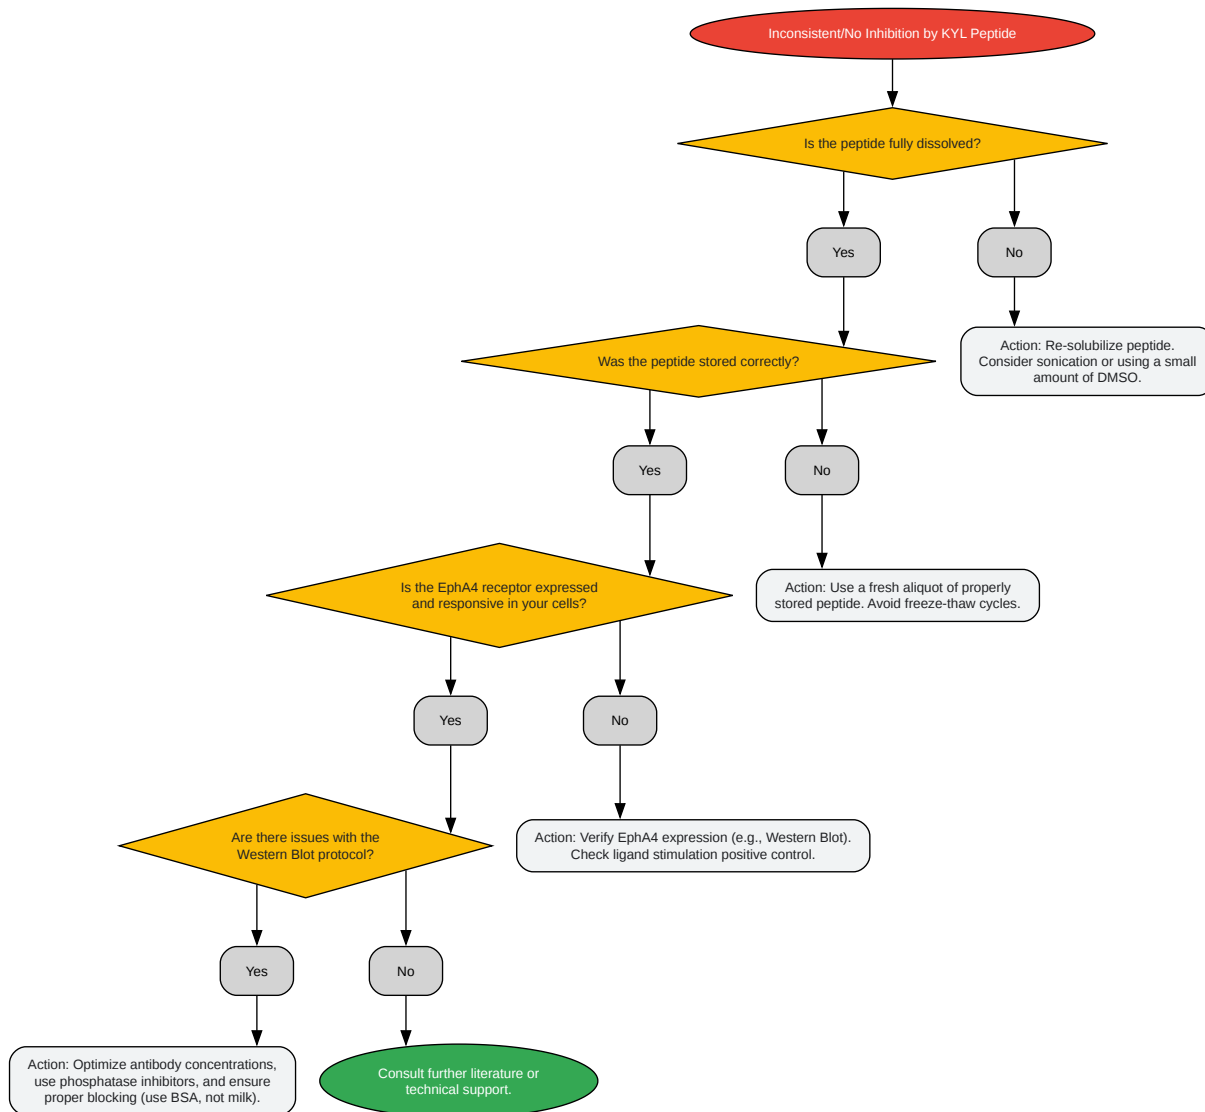 Inconsistent/No Inhibition by KYL Peptide
Is the peptide fully dissolved?
Yes
No
Action: Re-solubilize peptide.
Consider sonication or using a small
amount of DMSO.
Was the peptide stored correctly?
Yes
No
Action: Use a fresh aliquot of properly
stored peptide. Avoid freeze-thaw cycles.
Is the EphA4 receptor expressed
and responsive in your cells?
Yes
No
Action: Verify EphA4 expression (e.g., Western Blot).
Check ligand stimulation positive control.
Are there issues with the
Western Blot protocol?
Yes
No
Action: Optimize antibody concentrations,
use phosphatase inhibitors, and ensure
proper blocking (use BSA, not milk).
Consult further literature or
technical support.